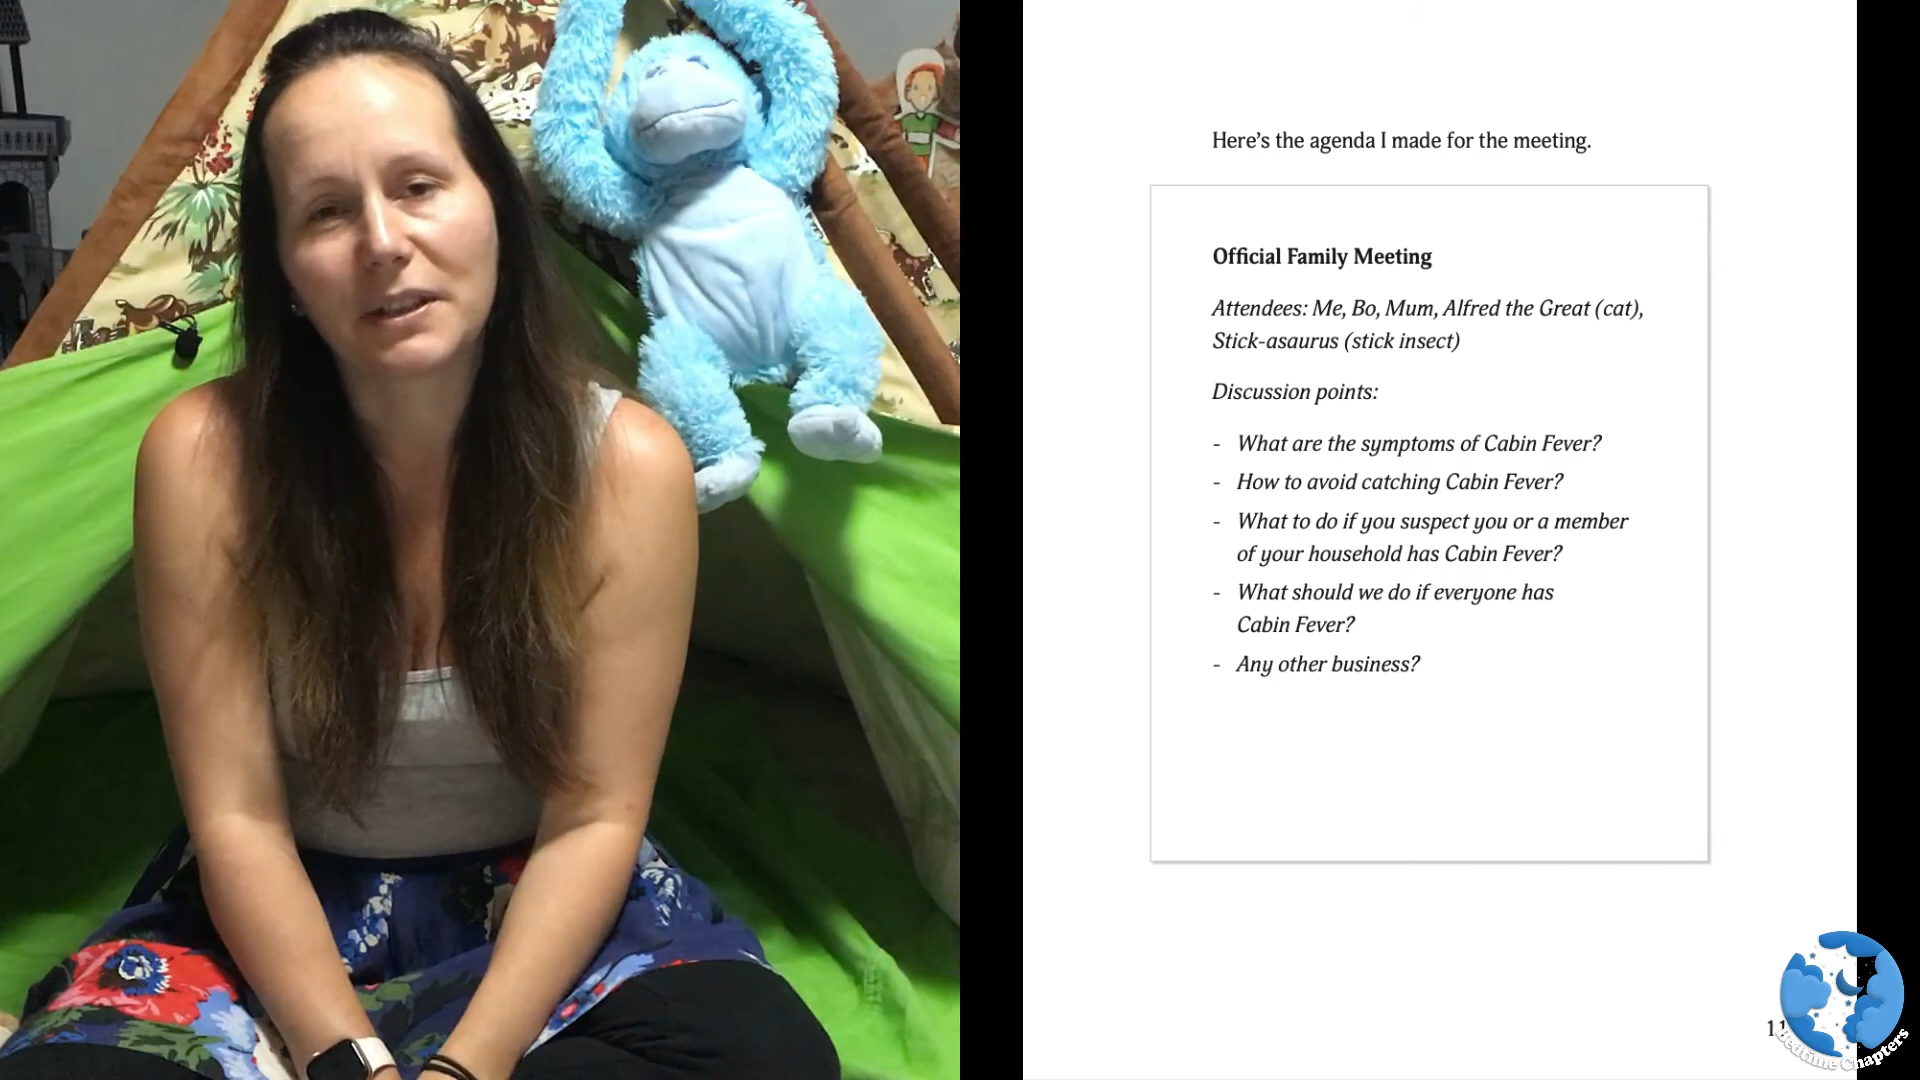 Here’s the agenda I made for the meeting.
Official Family Meeting
Attendees: Me, Bo, Mum, Alfred the Great (cat),
Stick-asaurus (stick insect)
Discussion points:
- What are the symptoms of Cabin Fever?
- How to avoid catching Cabin Fever?
- What to do if you suspect you or a member
of your household has Cabin Fever?
- What should we do if everyone has
Cabin Fever?
- Any other business?
Bedtime Chapters